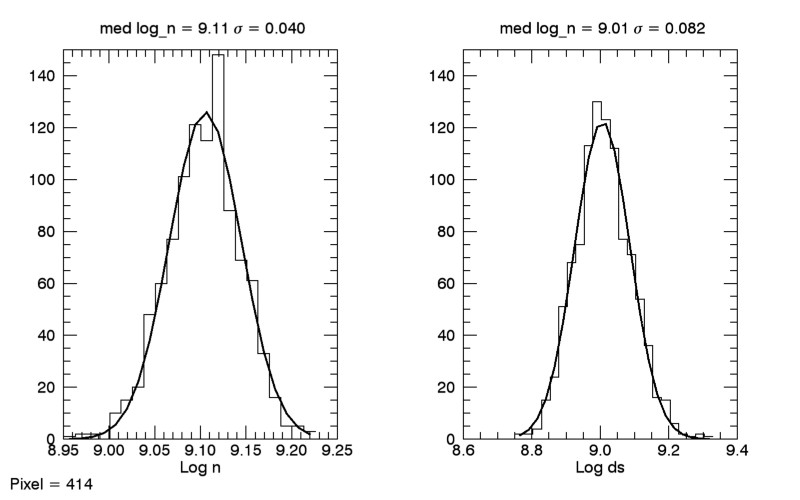 med log_n = 9.11 σ = 0.040
140
120
100
80
60
40
20
0
8.95 9.00 9.05 9.10 9.15 9.20 9.25
Log n
med log_n = 9.01 σ = 0.082
140
120
100
80
60
40
20
0
8.6 8.8 9.0 9.2 9.4
Log ds
Pixel = 414